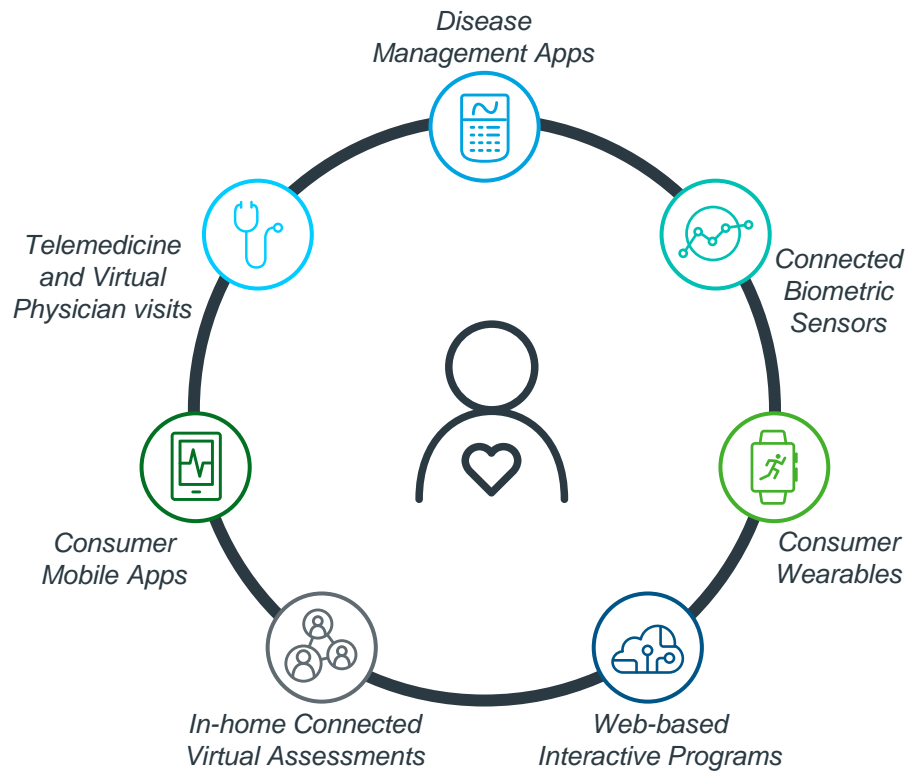 Disease
Management Apps
Telemedicine
and Virtual
Physician visits
Connected
Biometric
Sensors
Consumer
Mobile Apps
Consumer
Wearables
In-home Connected
Virtual Assessments
Web-based
Interactive Programs